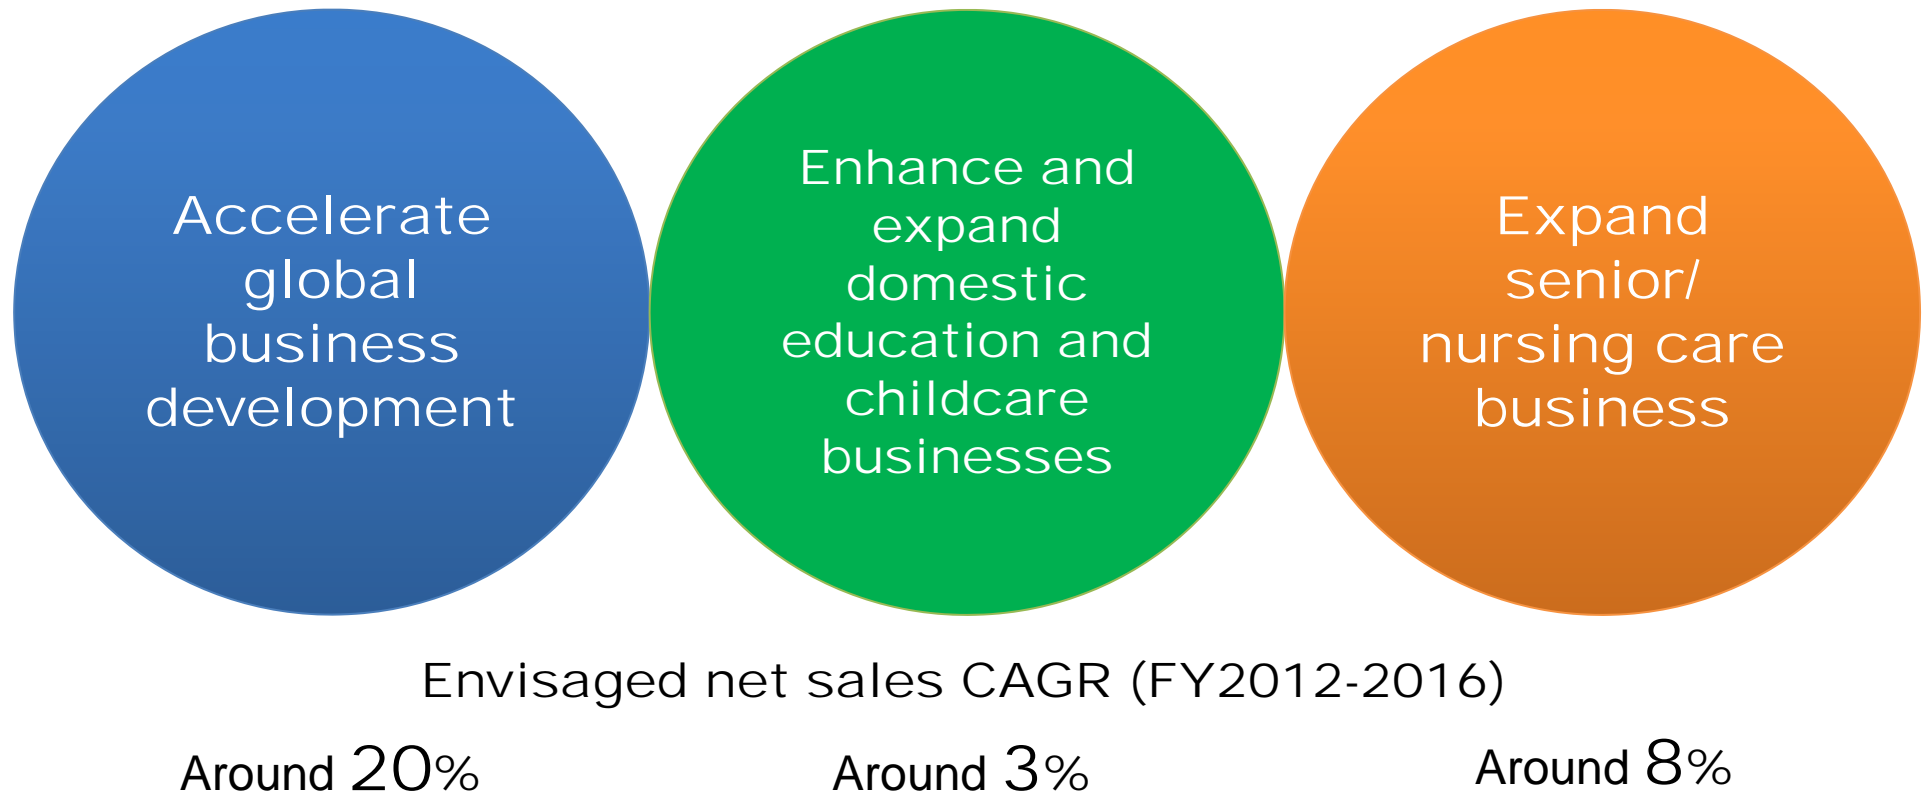 Accelerate
global
business
development
Enhance and
expand
domestic
education and
childcare
businesses
Expand
senior/
nursing care
business
Envisaged net sales CAGR (FY2012-2016)
Around 20%
Around 3%
Around 8%